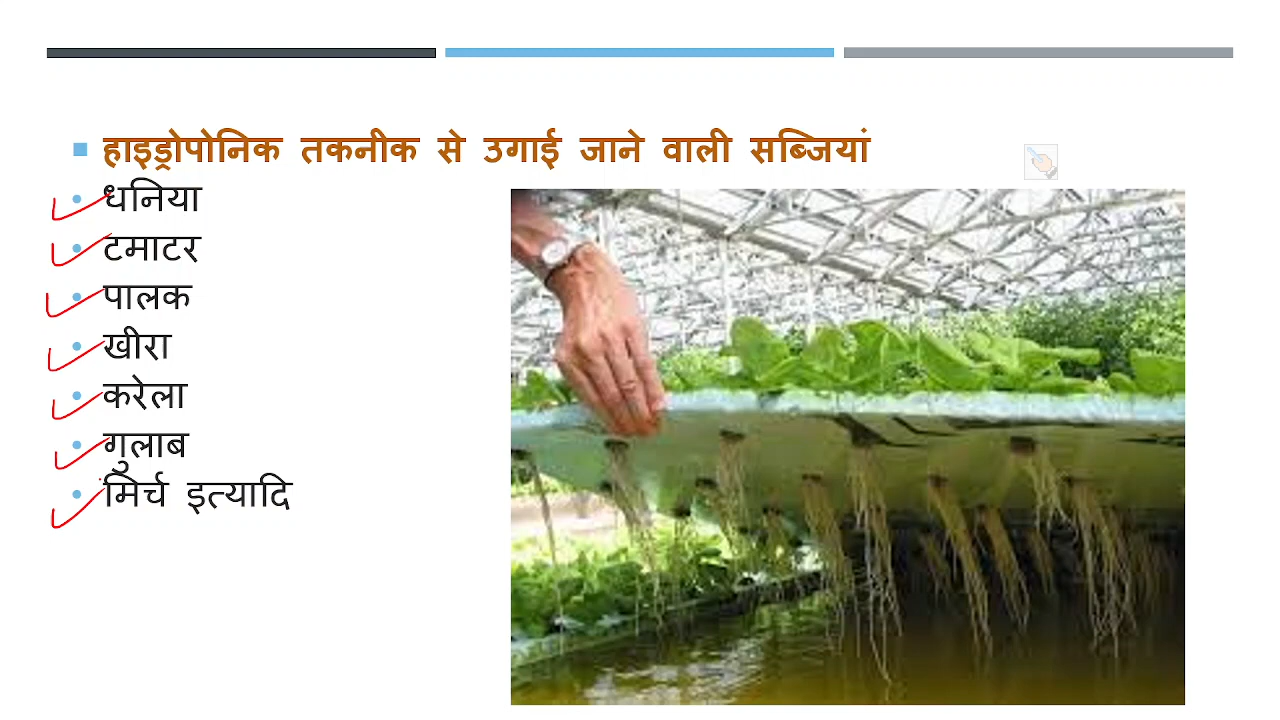 हाइड्रोपोनिक तकनीक से उगाई जाने वाली सब्जियां
धनिया
टमाटर
पालक
खीरा
करेला
गुलाब
मिर्च इत्यादि